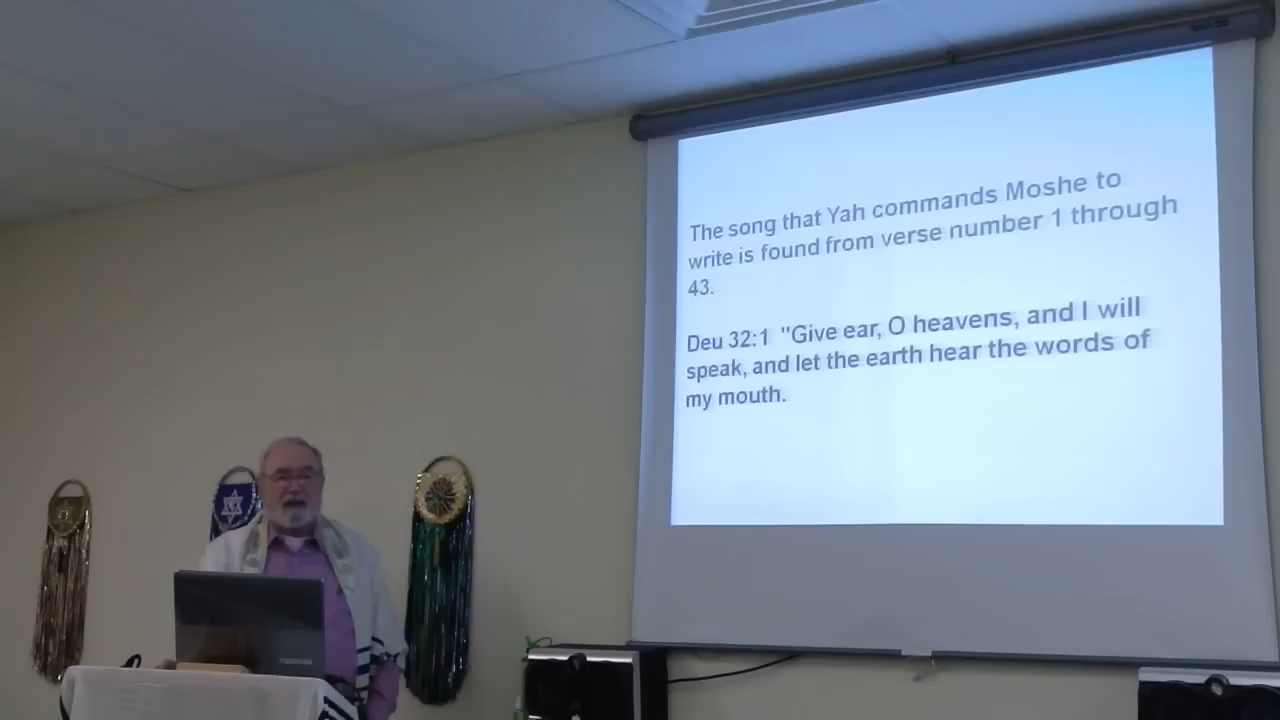 The song that Yah commands Moshe to
write is found from verse number 1 through
43.
Deu 32:1 "Give ear, O heavens, and I will
speak, and let the earth hear the words of
my mouth.
TOSHIBA